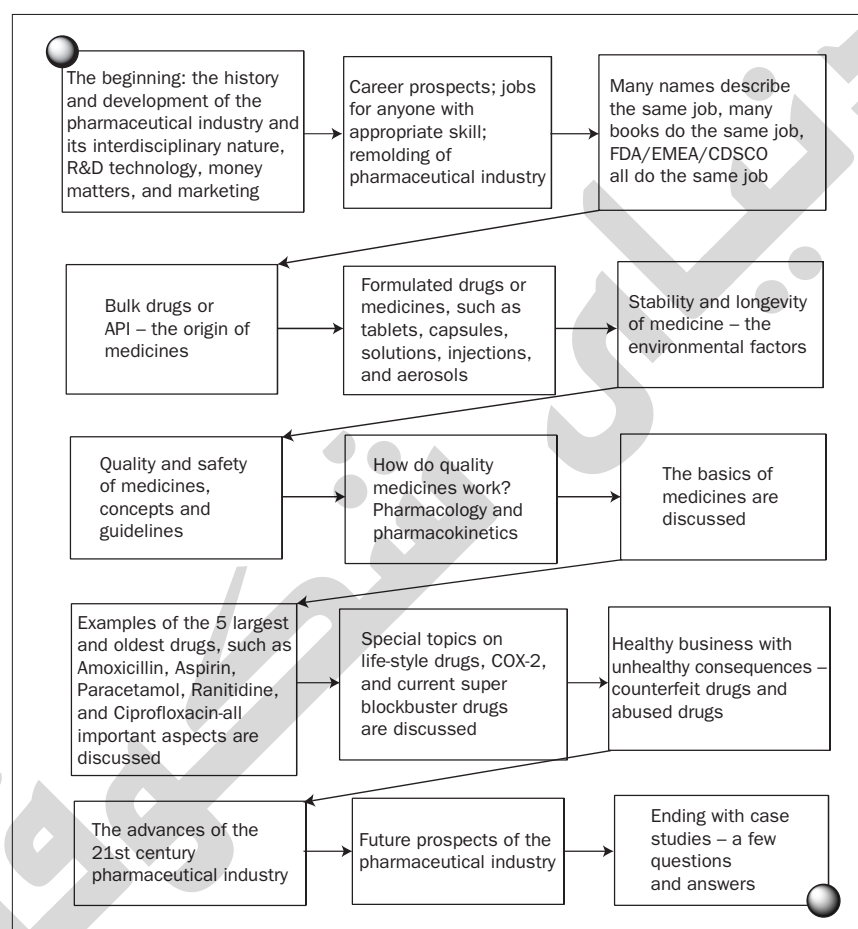 The beginning: the history
and development of the
pharmaceutical industry and
its interdisciplinary nature,
R&D technology, money
matters, and marketing
Career prospects; jobs
for anyone with
appropriate skill;
remolding of
pharmaceutical industry
Many names describe
the same job, many
books do the same job,
FDA/EMEA/CDSCO
all do the same job
Bulk drugs or
API – the origin of
medicines
Formulated drugs or
medicines, such as
tablets, capsules,
solutions, injections,
and aerosols
Stability and longevity
of medicine – the
environmental factors
Quality and safety
of medicines,
concepts and
guidelines
How do quality
medicines work?
Pharmacology and
pharmacokinetics
The basics of
medicines are
discussed
Examples of the 5 largest
and oldest drugs, such as
Amoxicillin, Aspirin,
Paracetamol, Ranitidine,
and Ciprofloxacin-all
important aspects are
discussed
Special topics on
life-style drugs, COX-2,
and current super
blockbuster drugs
are discussed
Healthy business with
unhealthy consequences –
counterfeit drugs and
abused drugs
The advances of the
21st century
pharmaceutical industry
Future prospects of the
pharmaceutical industry
Ending with case
studies – a few
questions
and answers